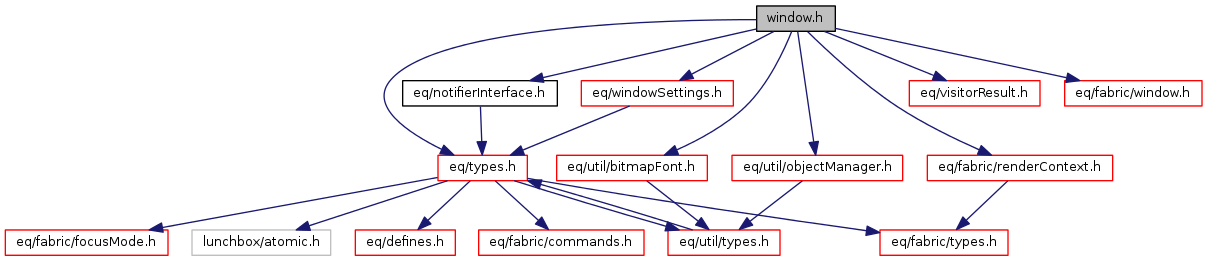 window.h
eq/notifierInterface.h
eq/windowSettings.h
eq/visitorResult.h
eq/fabric/window.h
eq/types.h
eq/util/bitmapFont.h
eq/util/objectManager.h
eq/fabric/renderContext.h
eq/fabric/focusMode.h
lunchbox/atomic.h
eq/defines.h
eq/fabric/commands.h
eq/util/types.h
eq/fabric/types.h